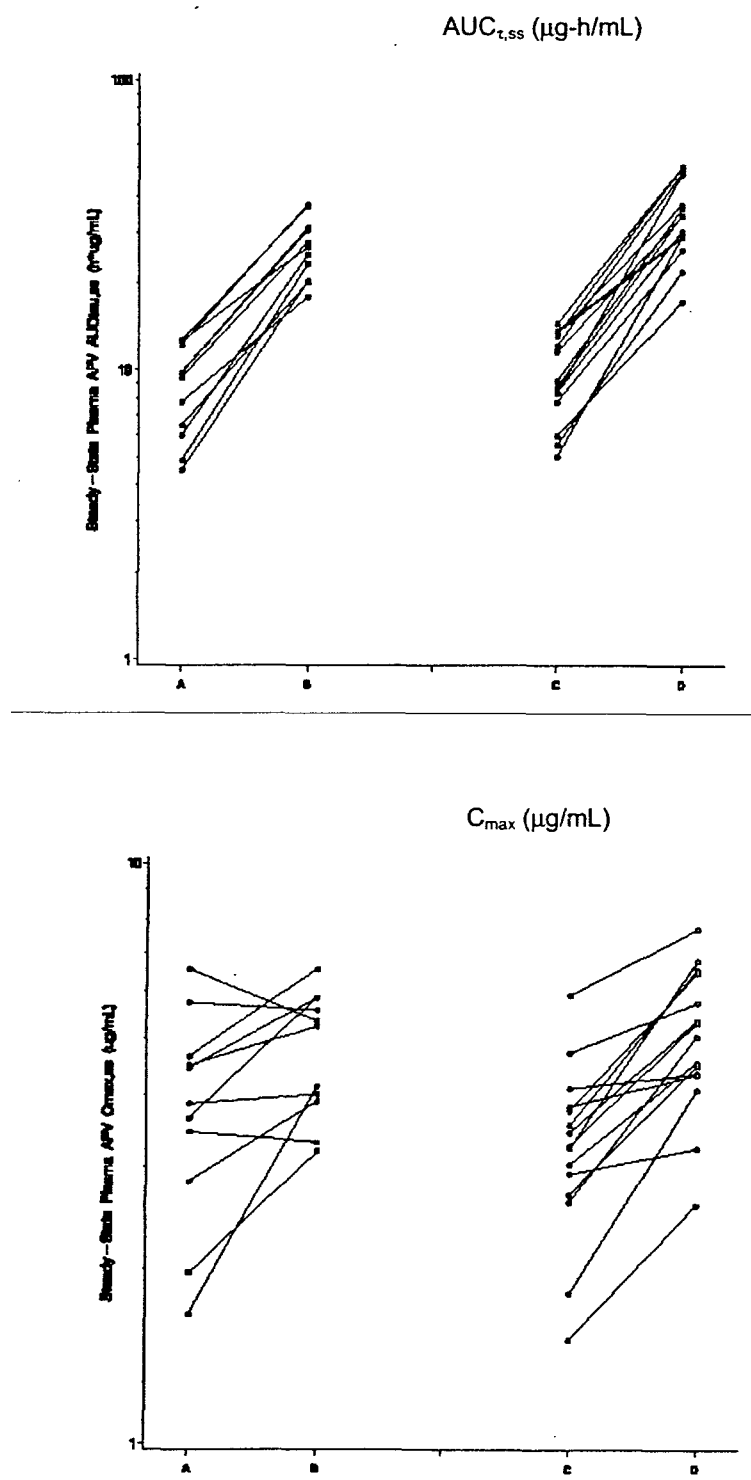 AUCτ,ss (μg-h/mL)
100
Steady-State Plasma APV AUCtau,ss (h*ug/mL)
10
1
A B C D
Cmax (μg/mL)
10
Steady-State Plasma APV Cmax,ss (ug/mL)
1
A B C D